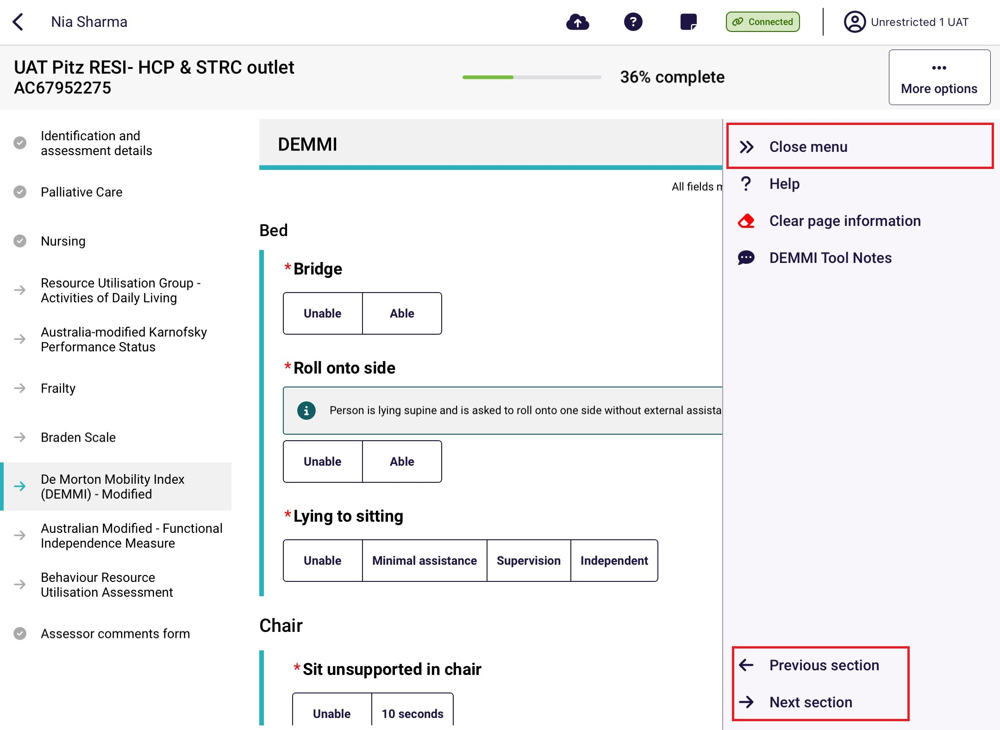 Nia Sharma
Connected
Unrestricted 1 UAT
UAT Pitz RESI- HCP & STRC outlet
AC67952275
36% complete
More options
Identification and
assessment details
Palliative Care
Nursing
Resource Utilisation Group -
Activities of Daily Living
Australia-modified Karnofsky
Performance Status
Frailty
Braden Scale
De Morton Mobility Index
(DEMMI) - Modified
Australian Modified - Functional
Independence Measure
Behaviour Resource
Utilisation Assessment
Assessor comments form
DEMMI
All fields
Bed
*Bridge
Unable Able
*Roll onto side
Person is lying supine and is asked to roll onto one side without external assista
Unable Able
*Lying to sitting
Unable Minimal assistance Supervision Independent
Chair
*Sit unsupported in chair
Unable 10 seconds
Close menu
? Help
Clear page information
DEMMI Tool Notes
Previous section
Next section